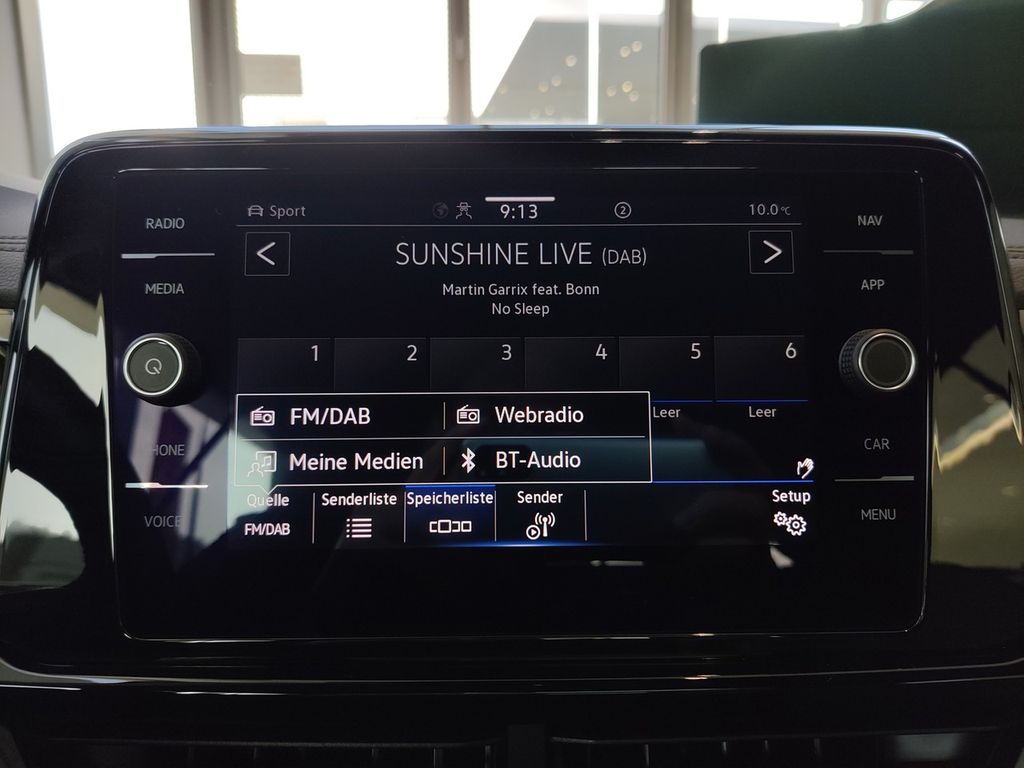 RADIO
MEDIA
PHONE
VOICE
Sport
9:13
2
10.0°C
SUNSHINE LIVE (DAB)
Martin Garrix feat. Bonn
No Sleep
1 2 3 4 5 6
Leer Leer
FM/DAB Webradio
Meine Medien BT-Audio
Quelle Senderliste Speicherliste Sender Setup
FM/DAB
NAV
APP
CAR
MENU